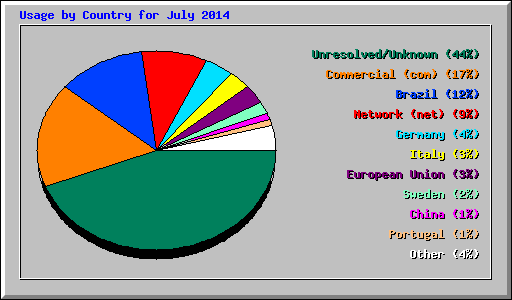 Usage by Country for July 2014
Unresolved/Unknown (44%)
Commercial (com) (17%)
Brazil (12%)
Network (net) (9%)
Germany (4%)
Italy (3%)
European Union (3%)
Sweden (2%)
China (1%)
Portugal (1%)
Other (4%)